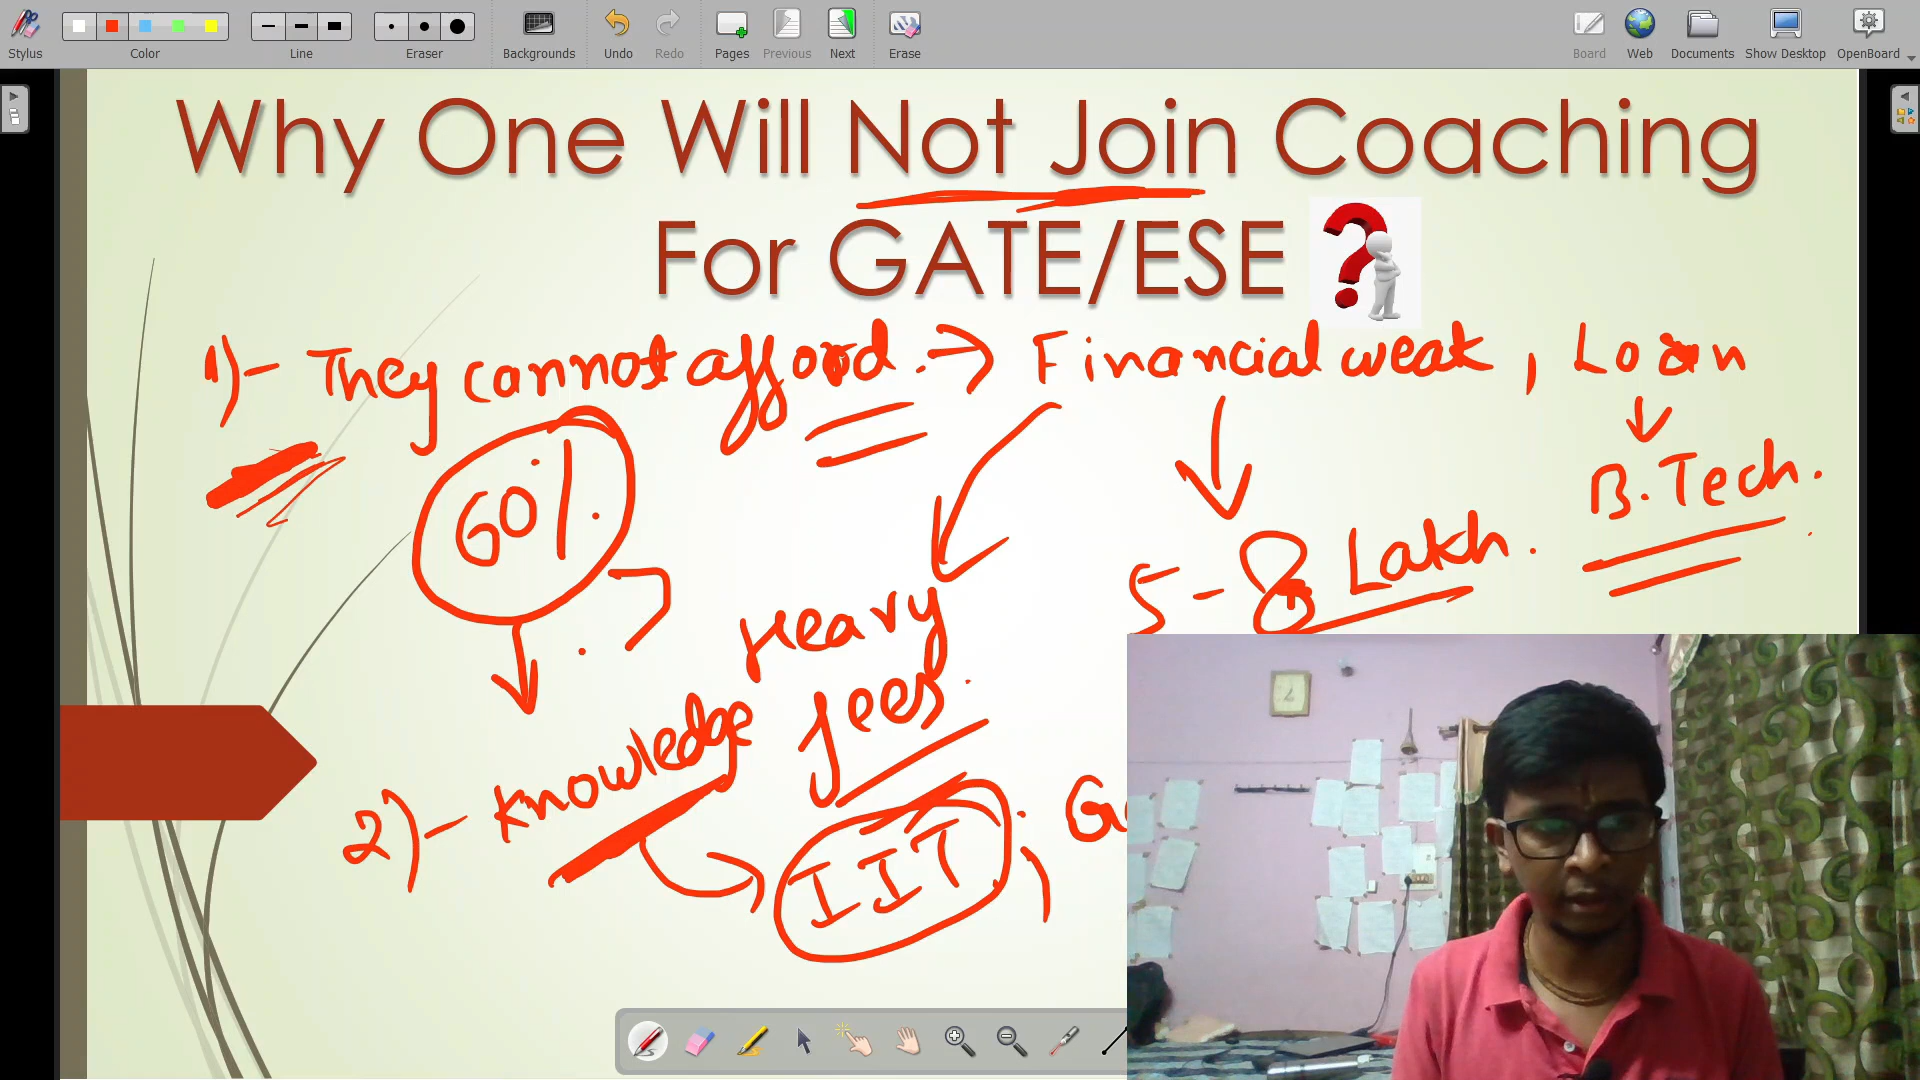 Stylus Color Line Eraser Backgrounds Undo Redo Pages Previous Next Erase Board Web Documents Show Desktop OpenBoard
Why One Will Not Join Coaching
For GATE/ESE
1)- They cannot afford. → Financial weak, Loan
60%.
B.Tech.
5-8 Lakh.
Heavy
fees.
2)- Knowledge
IIT,